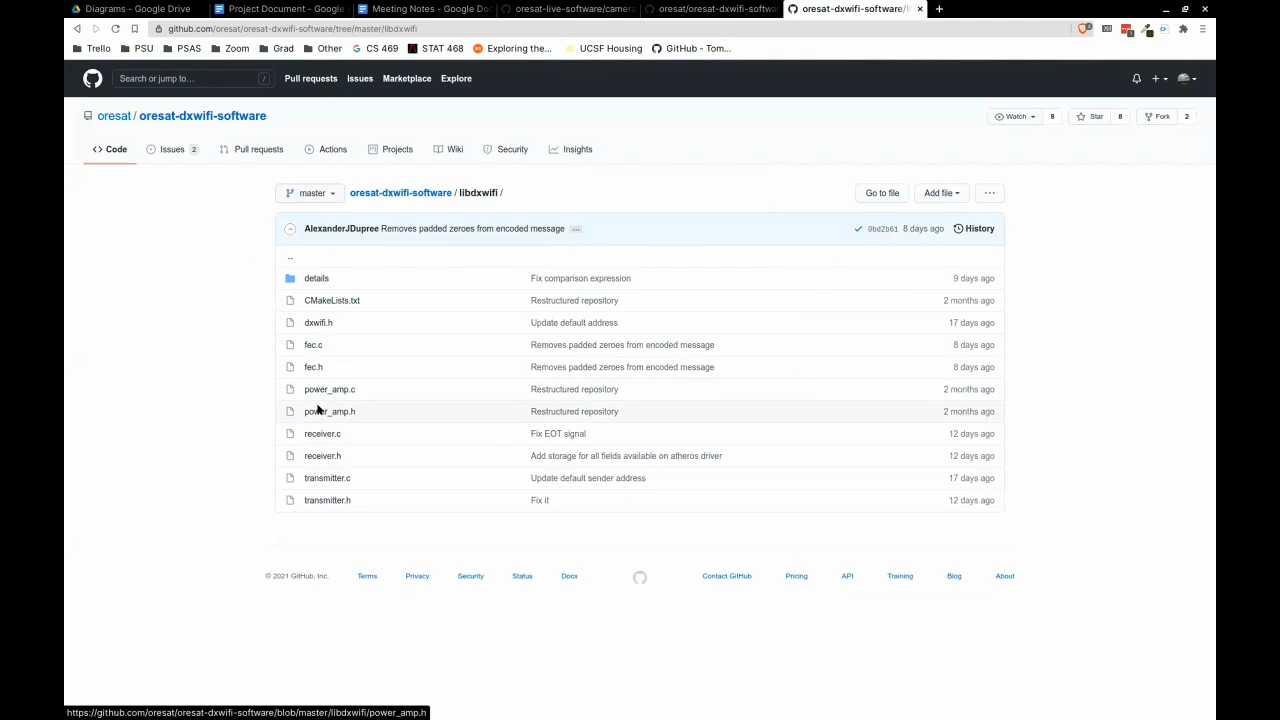 Diagrams - Google Drive
Project Document - Google
Meeting Notes - Google Doc
oresat-live-software/camera
oresat/oresat-dxwifi-softwa
oresat-dxwifi-software/l
github.com/oresat/oresat-dxwifi-software/tree/master/libdxwifi
Trello PSU PSAS Zoom Grad Other CS 469 STAT 468 Exploring the... UCSF Housing GitHub - Tom...
Search or jump to... /
Pull requests Issues Marketplace Explore
oresat / oresat-dxwifi-software
Watch 8 Star 8 Fork 2
Code Issues 2 Pull requests Actions Projects Wiki Security Insights
master oresat-dxwifi-software / libdxwifi / Go to file Add file ...
AlexanderJDupree Removes padded zeroes from encoded message ... 0bd2b61 8 days ago History
..
details Fix comparison expression 9 days ago
CMakeLists.txt Restructured repository 2 months ago
dxwifi.h Update default address 17 days ago
fec.c Removes padded zeroes from encoded message 8 days ago
fec.h Removes padded zeroes from encoded message 8 days ago
power_amp.c Restructured repository 2 months ago
power_amp.h Restructured repository 2 months ago
receiver.c Fix EOT signal 12 days ago
receiver.h Add storage for all fields available on atheros driver 12 days ago
transmitter.c Update default sender address 17 days ago
transmitter.h Fix it 12 days ago
© 2021 GitHub, Inc. Terms Privacy Security Status Docs Contact GitHub Pricing API Training Blog About
https://github.com/oresat/oresat-dxwifi-software/blob/master/libdxwifi/power_amp.h